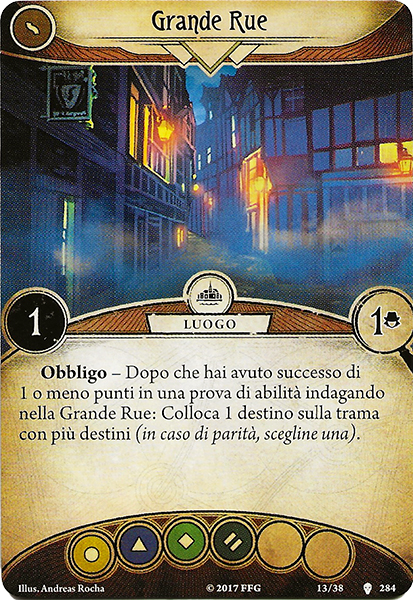 Grande Rue
1
LUOGO
1
Obbligo – Dopo che hai avuto successo di
1 o meno punti in una prova di abilità indagando
nella Grande Rue: Colloca 1 destino sulla trama
con più destini (in caso di parità, scegline una).
Illus. Andreas Rocha © 2017 FFG 13/38 284